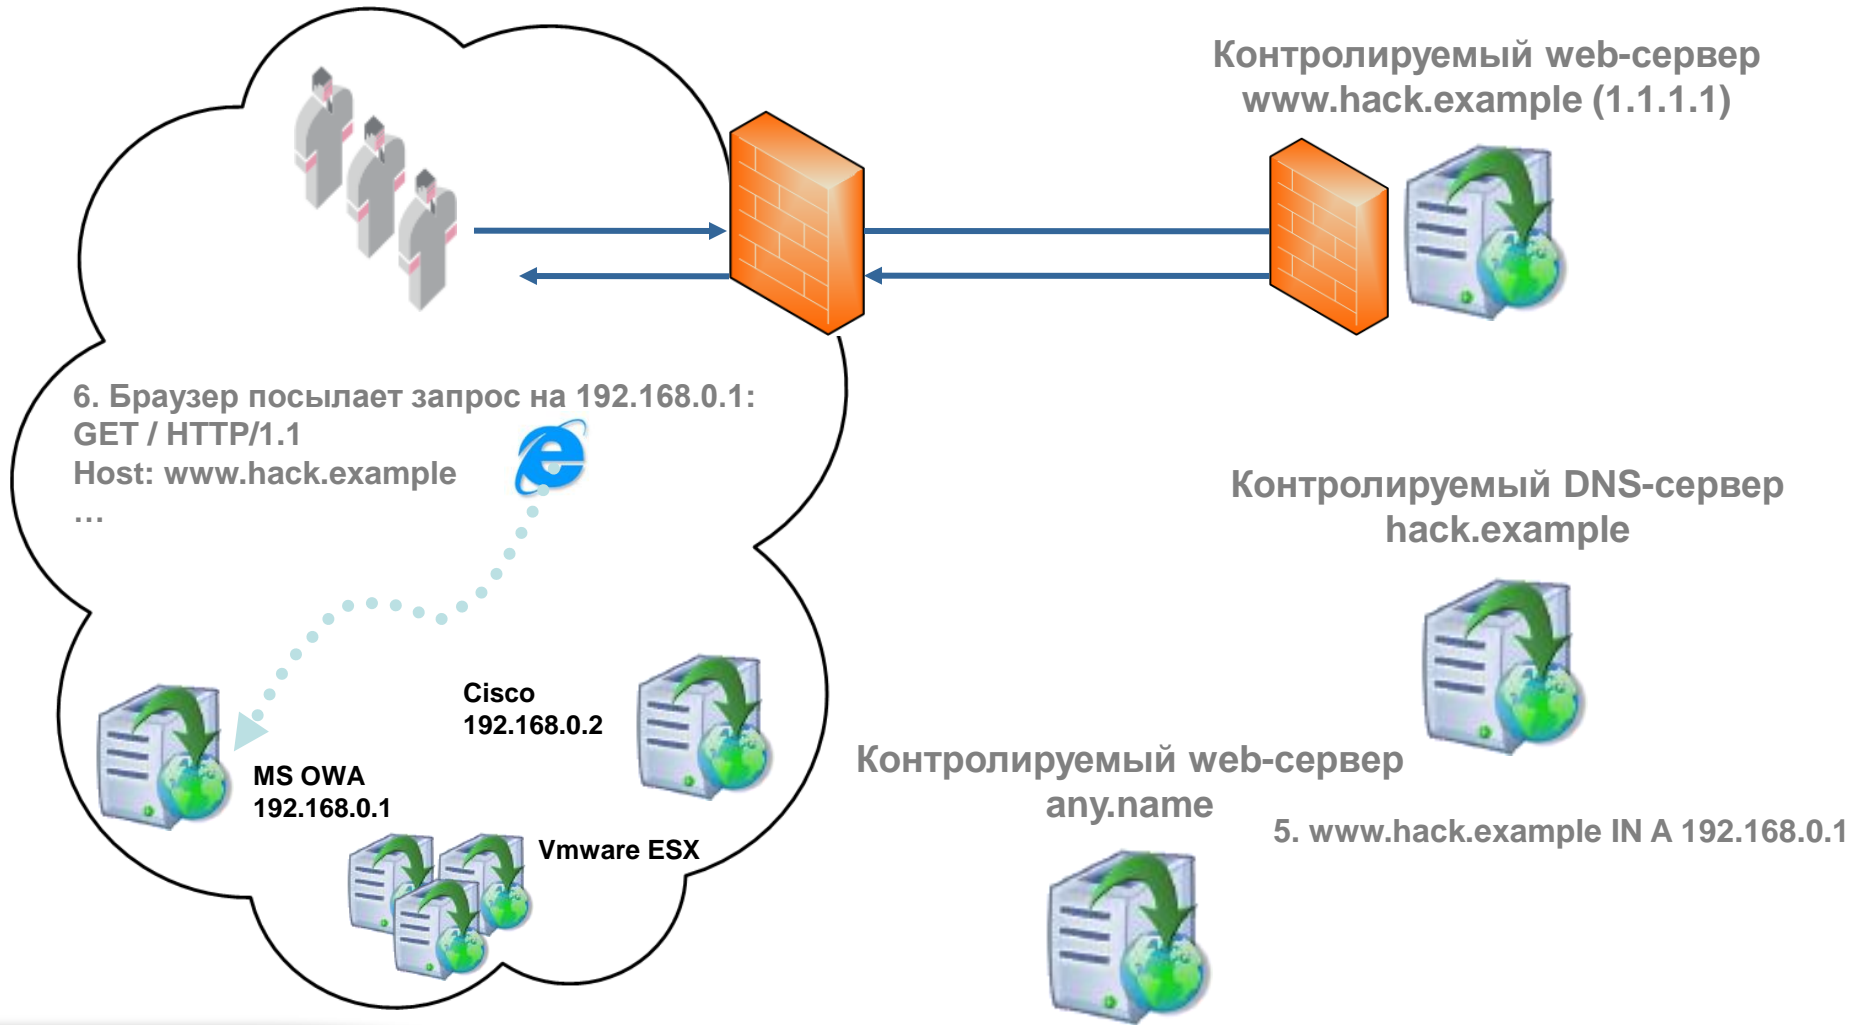 Контролируемый web-сервер
www.hack.example (1.1.1.1)
6. Браузер посылает запрос на 192.168.0.1:
GET / HTTP/1.1
Host: www.hack.example
…
Контролируемый DNS-сервер
hack.example
Cisco
192.168.0.2
MS OWA
192.168.0.1
Vmware ESX
Контролируемый web-сервер
any.name
5. www.hack.example IN A 192.168.0.1